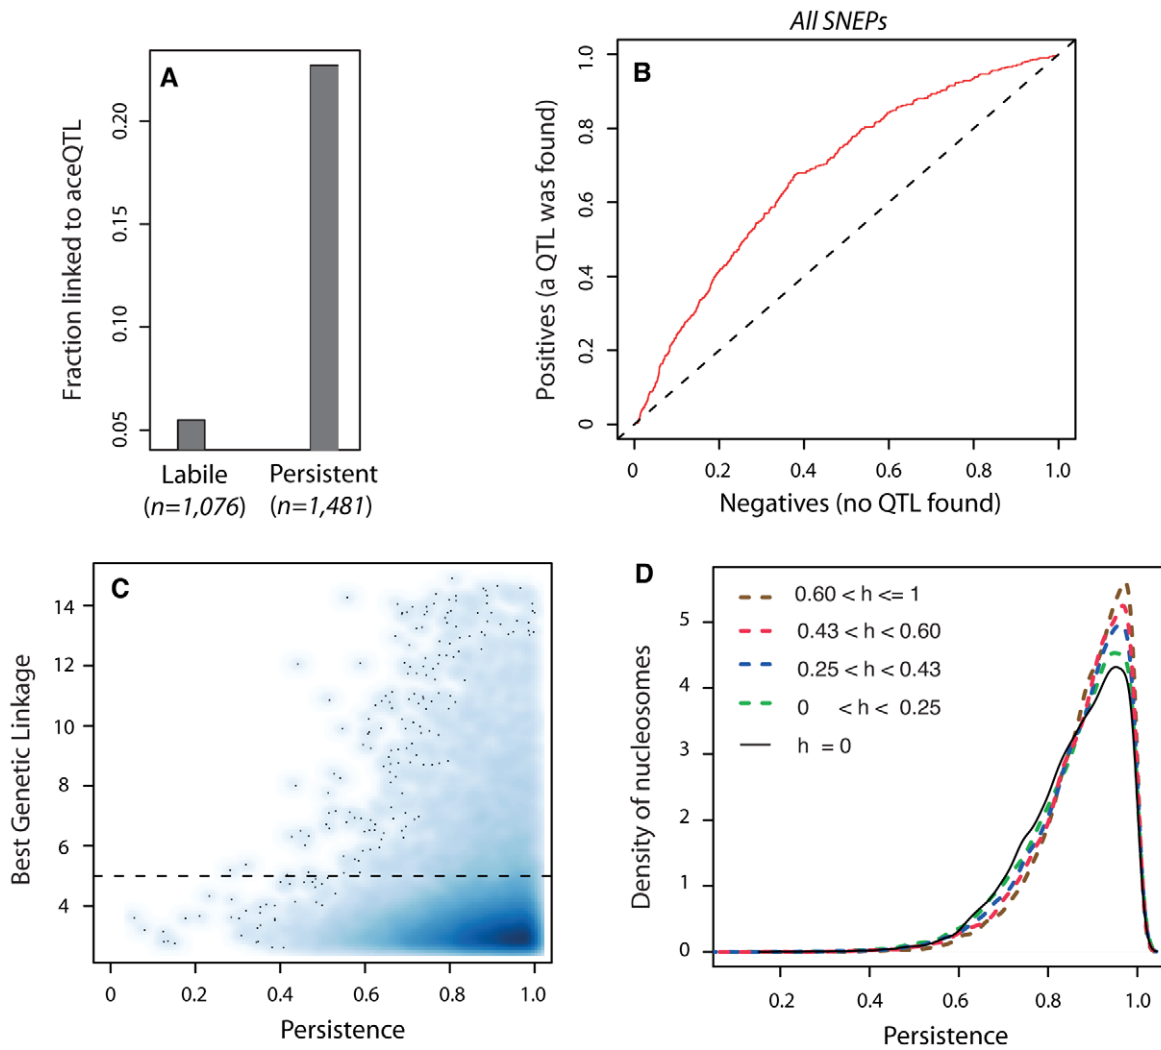 A
Fraction linked to aceQTL
0.20
0.15
0.10
0.05
Labile
(n=1,076)
Persistent
(n=1,481)
All SNEPs
B
Positives (a QTL was found)
1.0
0.8
0.6
0.4
0.2
0
0 0.2 0.4 0.6 0.8 1.0
Negatives (no QTL found)
C
Best Genetic Linkage
14
12
10
8
6
4
0 0.2 0.4 0.6 0.8 1.0
Persistence
D
Density of nucleosomes
5
4
3
2
1
0
0.60 < h <= 1
0.43 < h < 0.60
0.25 < h < 0.43
0 < h < 0.25
h = 0
0.2 0.4 0.6 0.8 1.0
Persistence